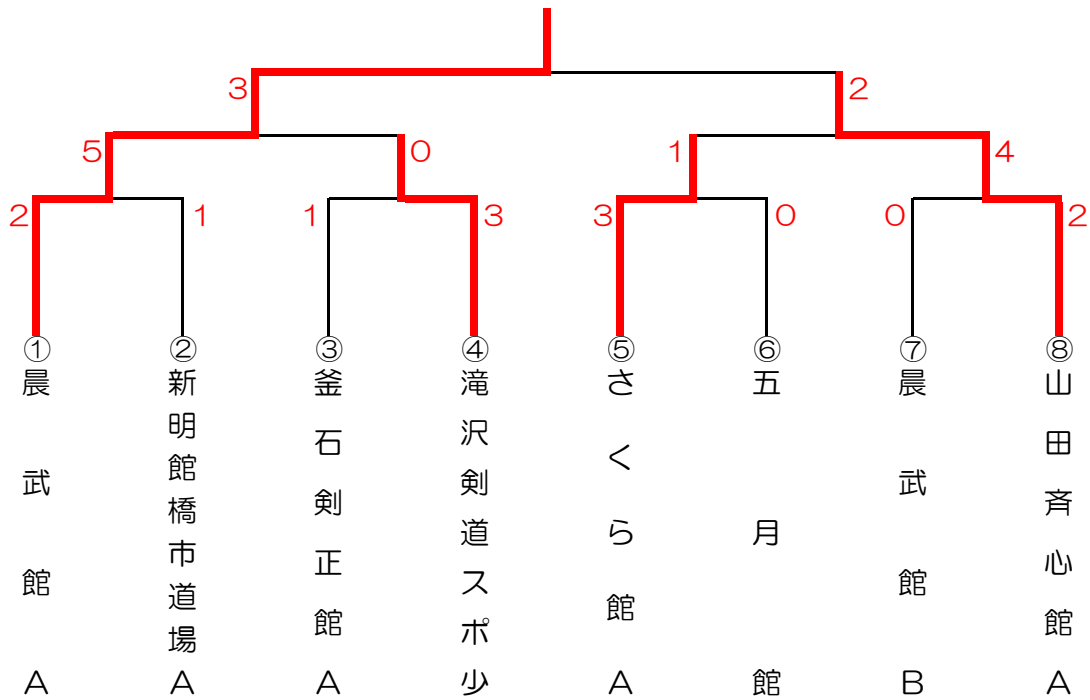 3 2
5 0 1 4
2 1 1 3 3 0 0 2
① ② ③ ④ ⑤ ⑥ ⑦ ⑧
晨武館A
新明館橋市道場A
釜石剣正館A
滝沢剣道スポ少
さくら館A
五月館
晨武館B
山田斉心館A